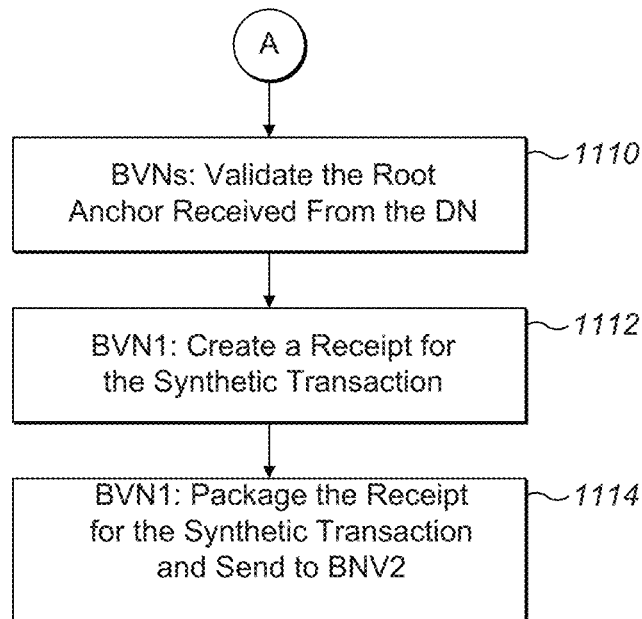 A
BVNs: Validate the Root
Anchor Received From the DN
1110
BVN1: Create a Receipt for
the Synthetic Transaction
1112
BVN1: Package the Receipt
for the Synthetic Transaction
and Send to BNV2
1114